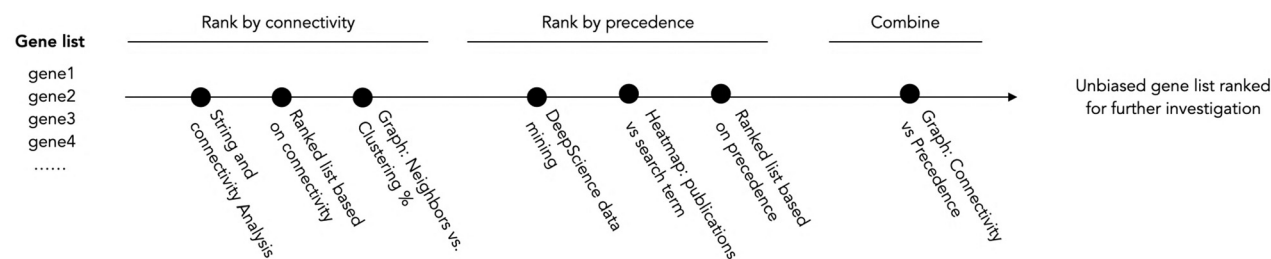 Rank by connectivity
Rank by precedence
Combine
Gene list
gene1
gene2
gene3
gene4
......
String and
connectivity Analysis
Ranked list based
on connectivity
Graph: Neighbors vs.
Clustering %
DeepScience data
mining
Heatmap: publications
vs search term
Ranked list based
on precedence
Graph: Connectivity
vs Precedence
Unbiased gene list ranked
for further investigation